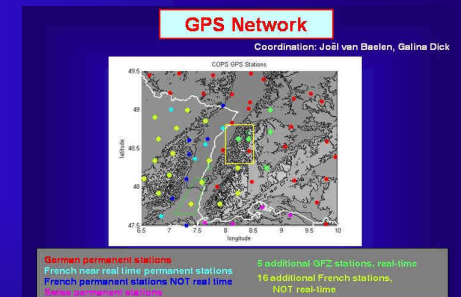 GPS Network
Coordination: Joël van Baelen, Galina Dick
COPS GPS Stations
49.5
49
48.5
48
47.5
latitude
6.5 7 7.5 8 8.5 9 9.5 10
longitude
German permanent stations
French near real time permanent stations
French permanent stations NOT real time
Swiss permanent stations
5 additional GFZ stations, real-time
16 additional French stations,
NOT real-time